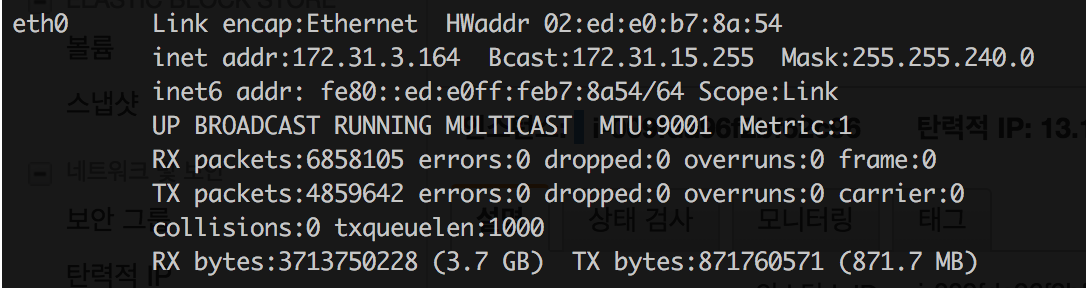 ELASTIC BLOCK STORE
eth0 Link encap:Ethernet HWaddr 02:ed:e0:b7:8a:54
볼륨
inet addr:172.31.3.164 Bcast:172.31.15.255 Mask:255.255.240.0
스냅샷
inet6 addr: fe80::ed:e0ff:feb7:8a54/64 Scope:Link
UP BROADCAST RUNNING MULTICAST MTU:9001 Metric:1
탄력적 IP: 13.1
RX packets:6858105 errors:0 dropped:0 overruns:0 frame:0
네트워크 및 보안
TX packets:4859642 errors:0 dropped:0 overruns:0 carrier:0
보안 그룹
설명 상태 검사 모니터링 태그
collisions:0 txqueuelen:1000
RX bytes:3713750228 (3.7 GB) TX bytes:871760571 (871.7 MB)
탄력적 IP